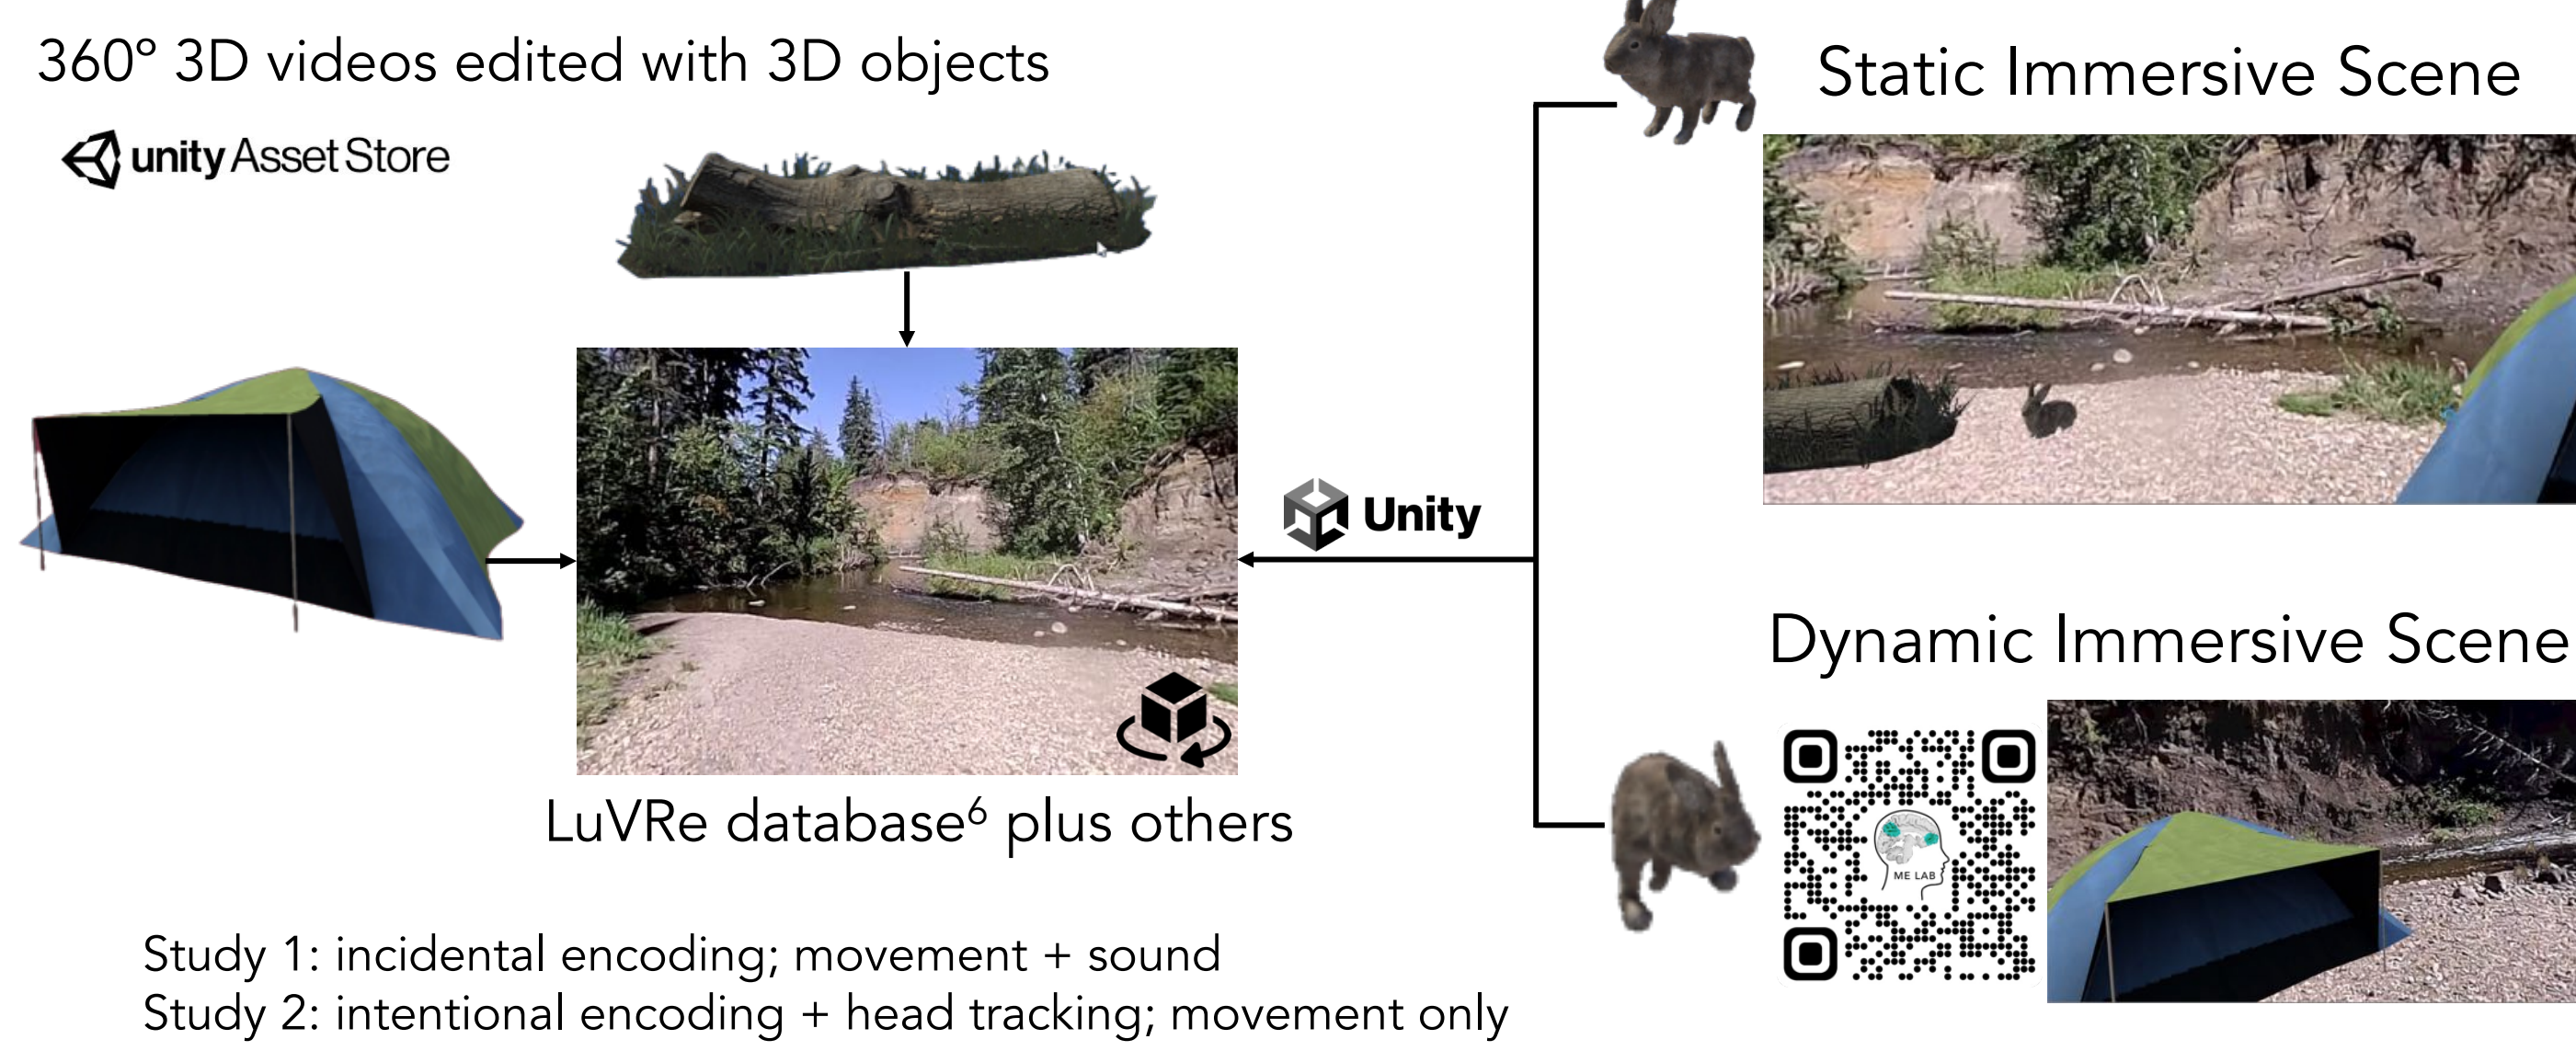 360º 3D videos edited with 3D objects
unity Asset Store
Static Immersive Scene
Unity
Dynamic Immersive Scene
ME LAB
LuVRe database⁶ plus others
Study 1: incidental encoding; movement + sound
Study 2: intentional encoding + head tracking; movement only